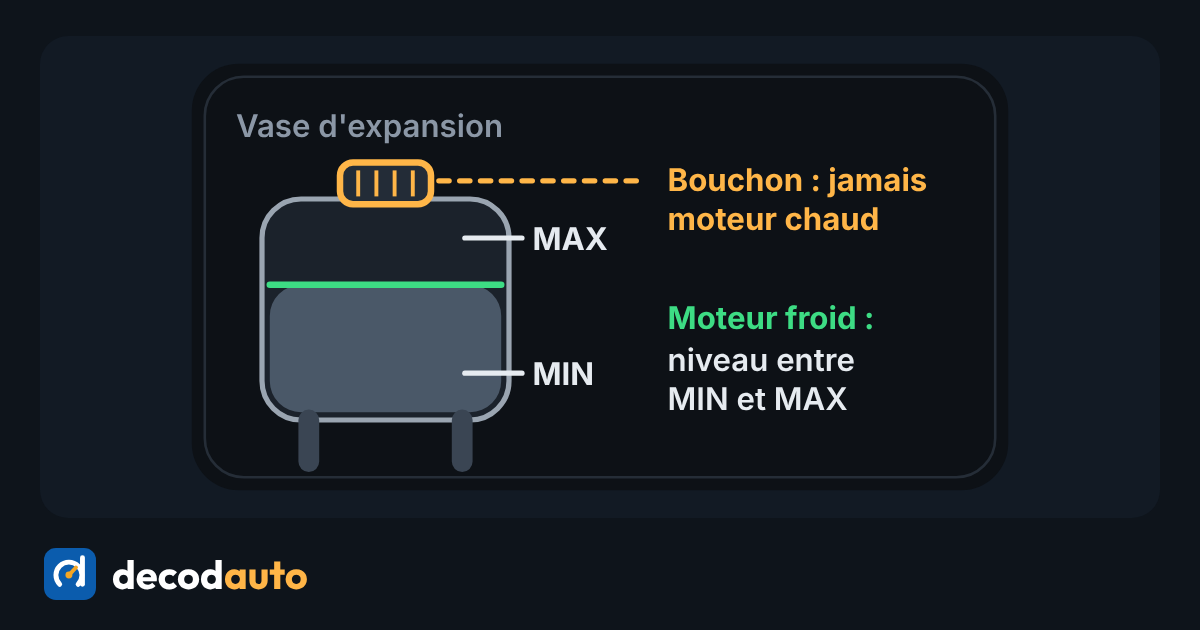 Vase d'expansion
Bouchon : jamais
moteur chaud
MAX
Moteur froid :
niveau entre
MIN et MAX
MIN
decodauto